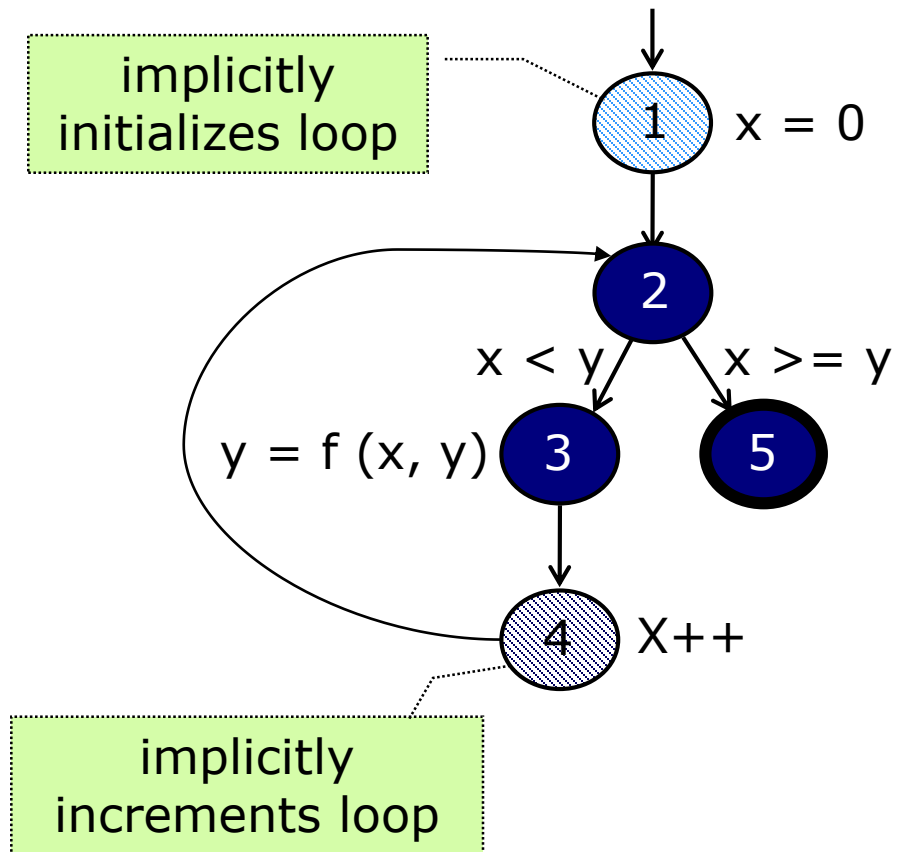 implicitly
initializes loop
1
x = 0
2
x < y
x >= y
y = f (x, y)
3
5
4
X++
implicitly
increments loop